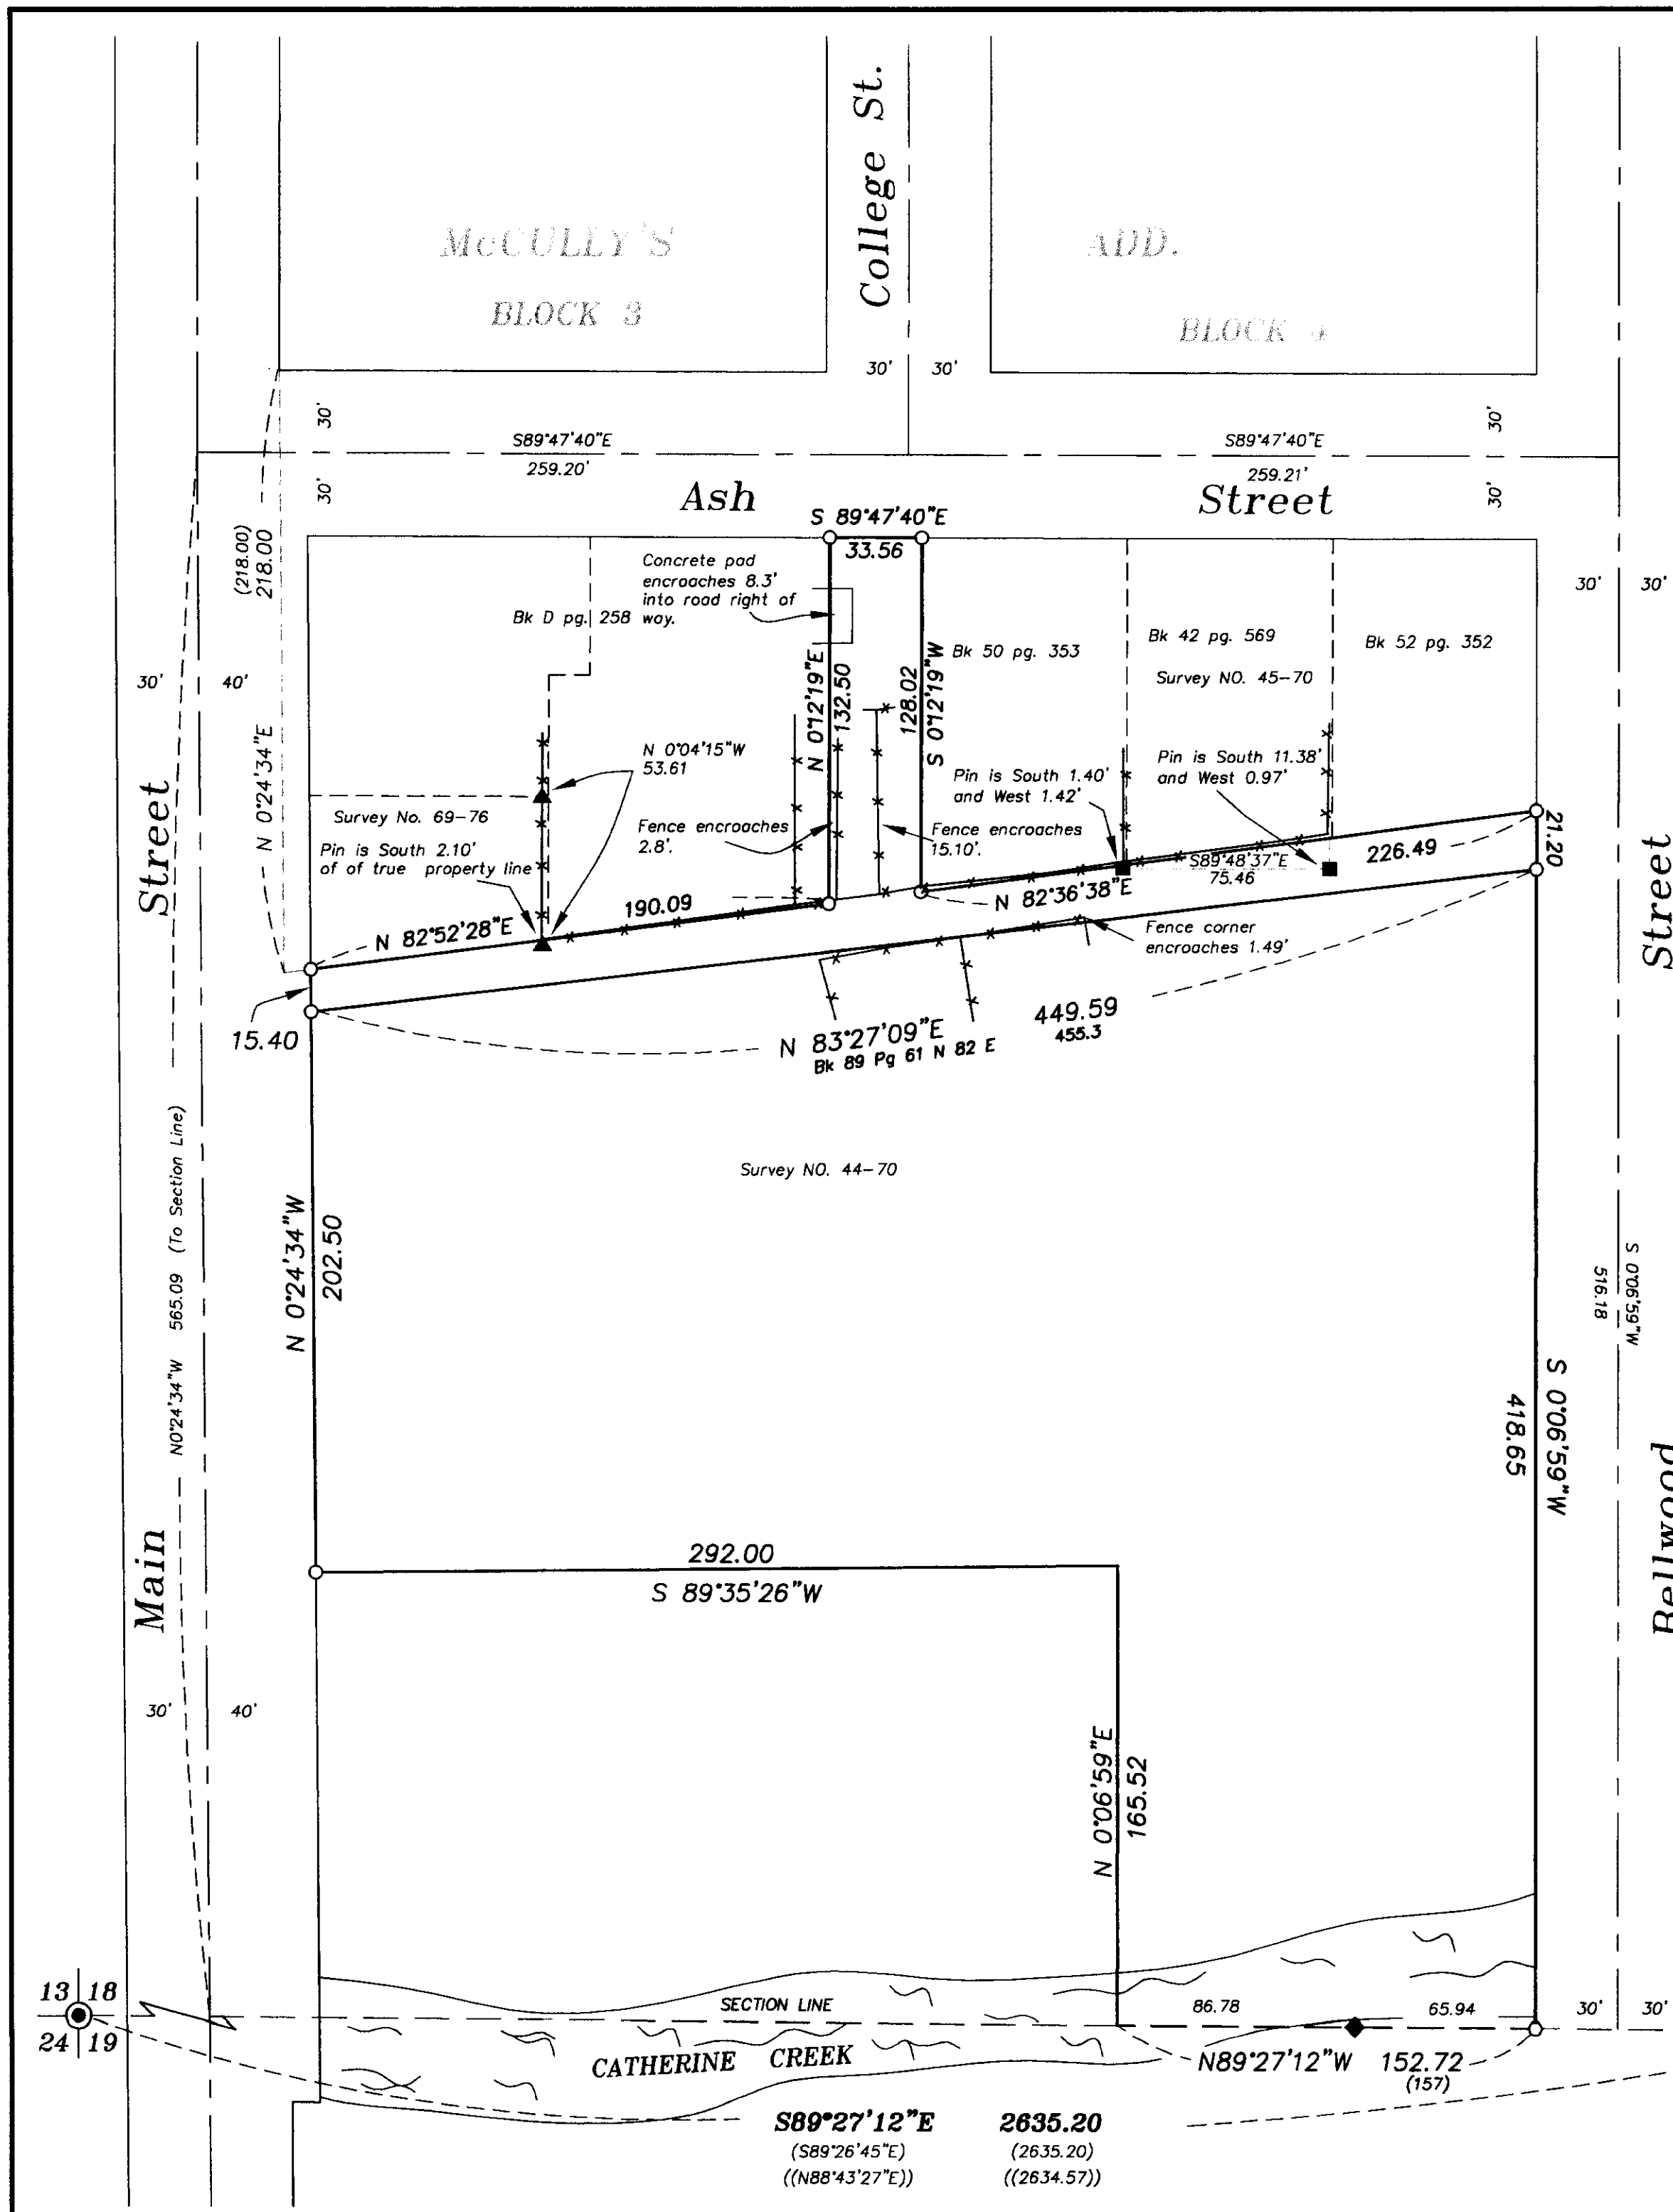 College St.
McCULLY'S
ADD.
BLOCK 3
BLOCK 4
30'
30'
30'
30'
S89°47'40"E
259.20'
S89°47'40"E
259.21'
30'
30'
Ash
Street
S 89°47'40"E
33.56
(218.00)
218.00
Concrete pad
encroaches 8.3'
into road right of
way.
Bk D pg. 258
30'
30'
Bk 50 pg. 353
Bk 42 pg. 569
Bk 52 pg. 352
Survey NO. 45-70
30'
40'
N 0°12'19"E
132.50
128.02
S 0°12'19"W
N 0°24'34"E
N 0°04'15"W
53.61
Pin is South 1.40'
and West 1.42'
Pin is South 11.38'
and West 0.97'
Survey No. 69-76
Pin is South 2.10'
of of true property line
Fence encroaches
2.8'.
Fence encroaches
15.10'.
Street
21.20
226.49
S89°48'37"E
75.46
190.09
N 82°36'38"E
N 82°52'28"E
Fence corner
encroaches 1.49'
Street
15.40
449.59
455.3
N 83°27'09"E
Bk 89 Pg 61 N 82 E
Survey NO. 44-70
N0°24'34"W 565.09 (To Section Line)
N 0°24'34"W
202.50
S 0°06'59"W
516.18
S 0°06'59"W
418.65
Bellwood
Main
292.00
S 89°35'26"W
30'
40'
N 0°06'59"E
165.52
13 18
24 19
SECTION LINE
86.78
65.94
30'
30'
CATHERINE CREEK
N89°27'12"W 152.72
(157)
S89°27'12"E 2635.20
(S89°26'45"E) (2635.20)
((N88°43'27"E)) ((2634.57))